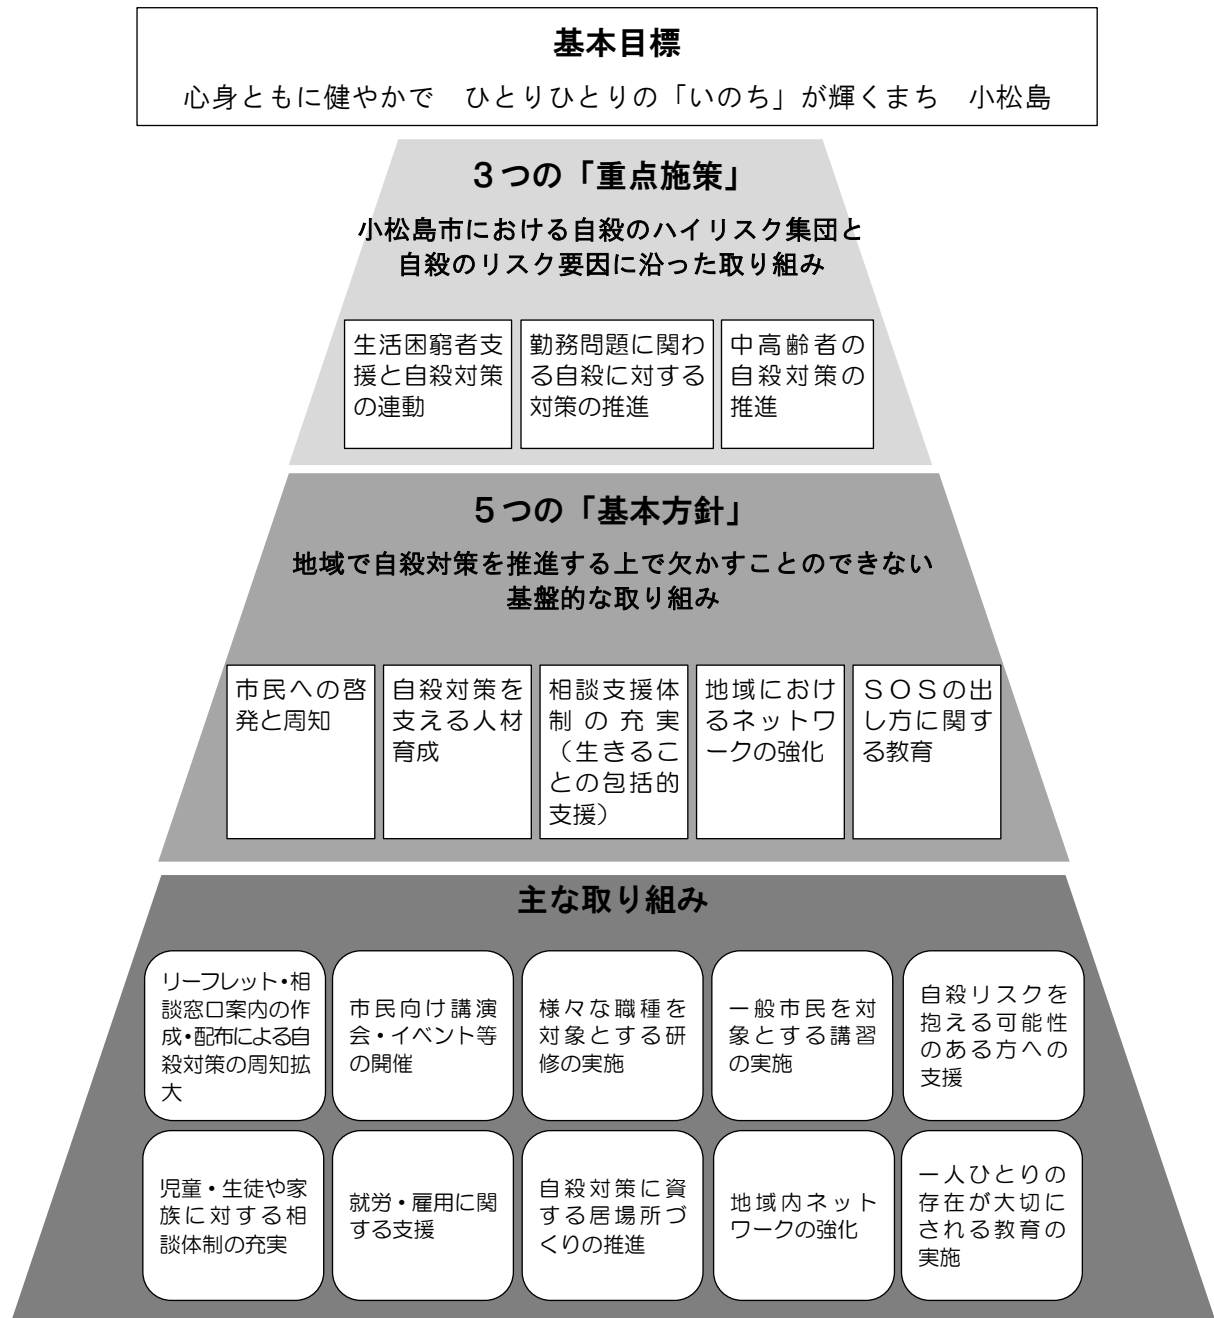 基本目標
心身ともに健やかで　ひとりひとりの「いのち」が輝くまち　小松島
３つの「重点施策」
小松島市における自殺のハイリスク集団と
自殺のリスク要因に沿った取り組み
生活困窮者支
援と自殺対策
の連動
勤務問題に関わ
る自殺に対する
対策の推進
中高齢者の
自殺対策の
推進
５つの「基本方針」
地域で自殺対策を推進する上で欠かすことのできない
基盤的な取り組み
市民への啓
発と周知
自殺対策を
支える人材
育成
相談支援体
制の充実
（生きるこ
との包括的
支援）
地域におけ
るネットワ
ークの強化
ＳＯＳの出
し方に関す
る教育
主な取り組み
リーフレット・相
談窓口案内の作
成・配布による自
殺対策の周知拡
大
市民向け講演
会・イベント等
の開催
様々な職種を
対象とする研
修の実施
一般市民を対
象とする講習
の実施
自殺リスクを
抱える可能性
のある方への
支援
児童・生徒や家
族に対する相
談体制の充実
就労・雇用に関
する支援
自殺対策に資
する居場所づ
くりの推進
地域内ネット
ワークの強化
一人ひとりの
存在が大切に
される教育の
実施